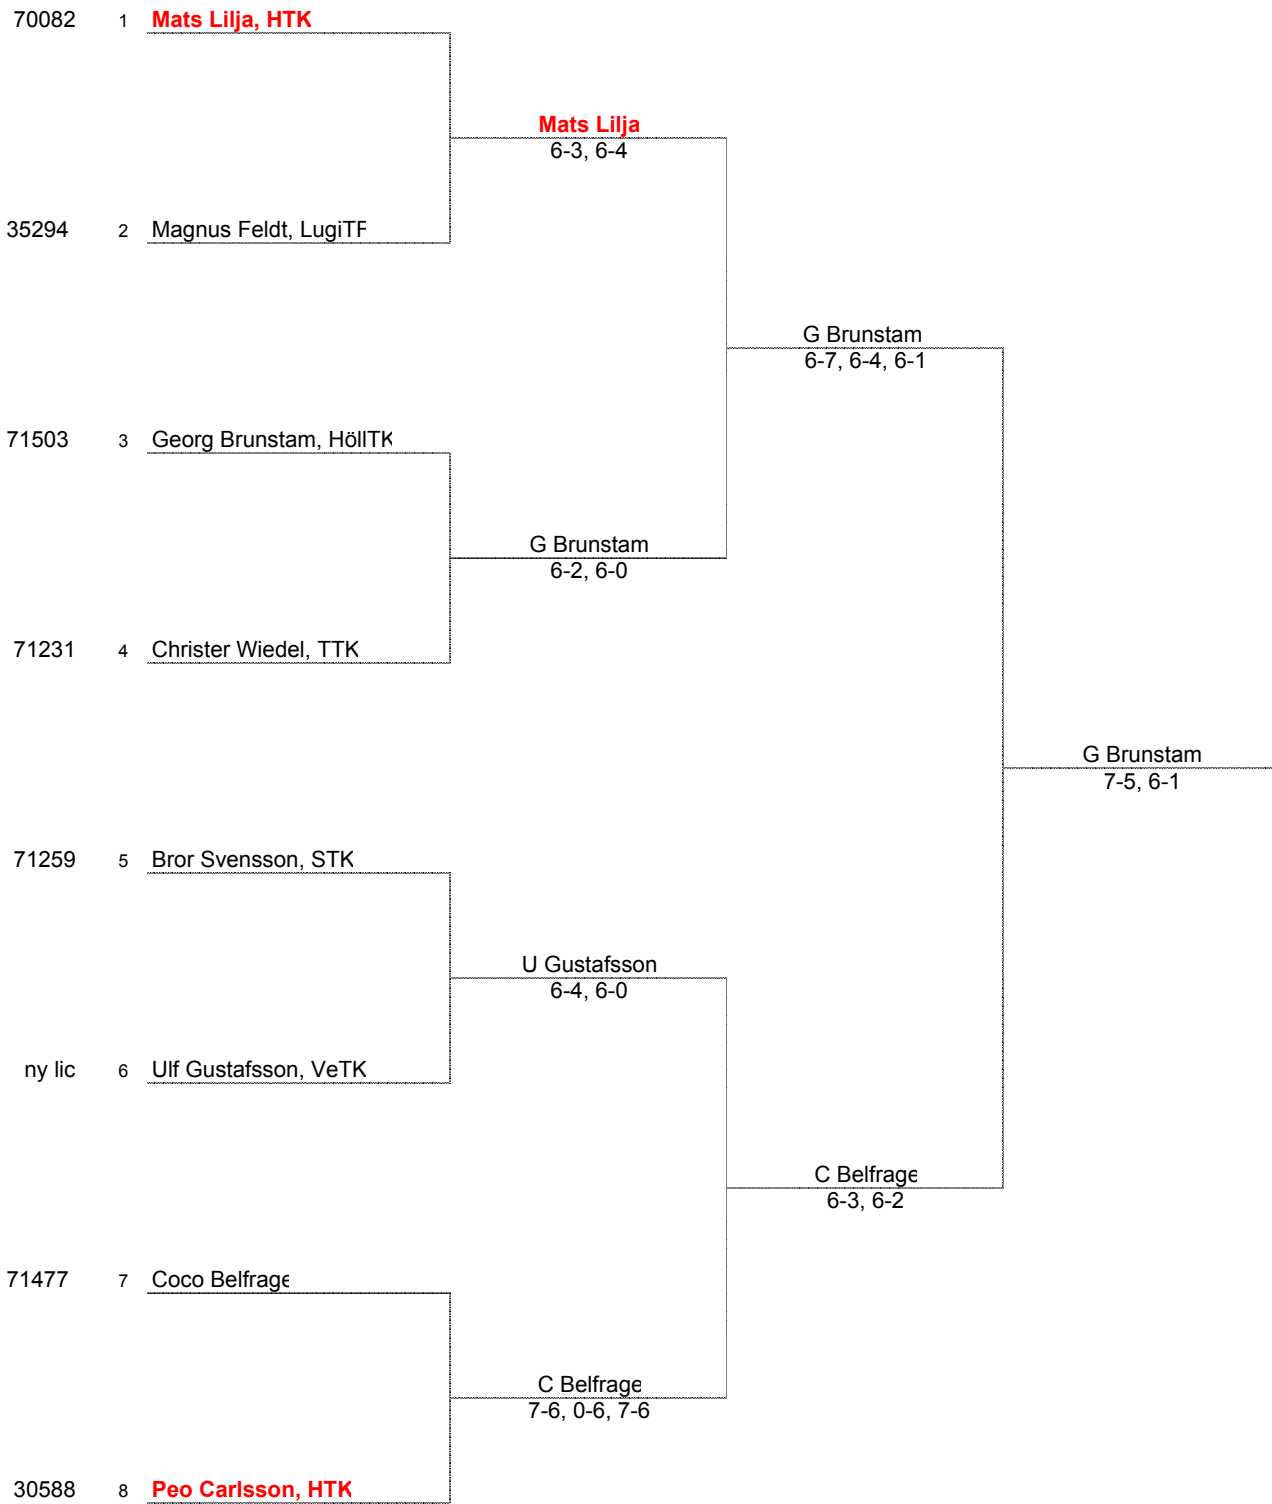 70082 1 Mats Lilja, HTK
Mats Lilja
6-3, 6-4
35294 2 Magnus Feldt, LugiTF
G Brunstam
6-7, 6-4, 6-1
71503 3 Georg Brunstam, HöllTK
G Brunstam
6-2, 6-0
71231 4 Christer Wiedel, TTK
G Brunstam
7-5, 6-1
71259 5 Bror Svensson, STK
U Gustafsson
6-4, 6-0
ny lic 6 Ulf Gustafsson, VeTK
C Belfrage
6-3, 6-2
71477 7 Coco Belfrage
C Belfrage
7-6, 0-6, 7-6
30588 8 Peo Carlsson, HTK